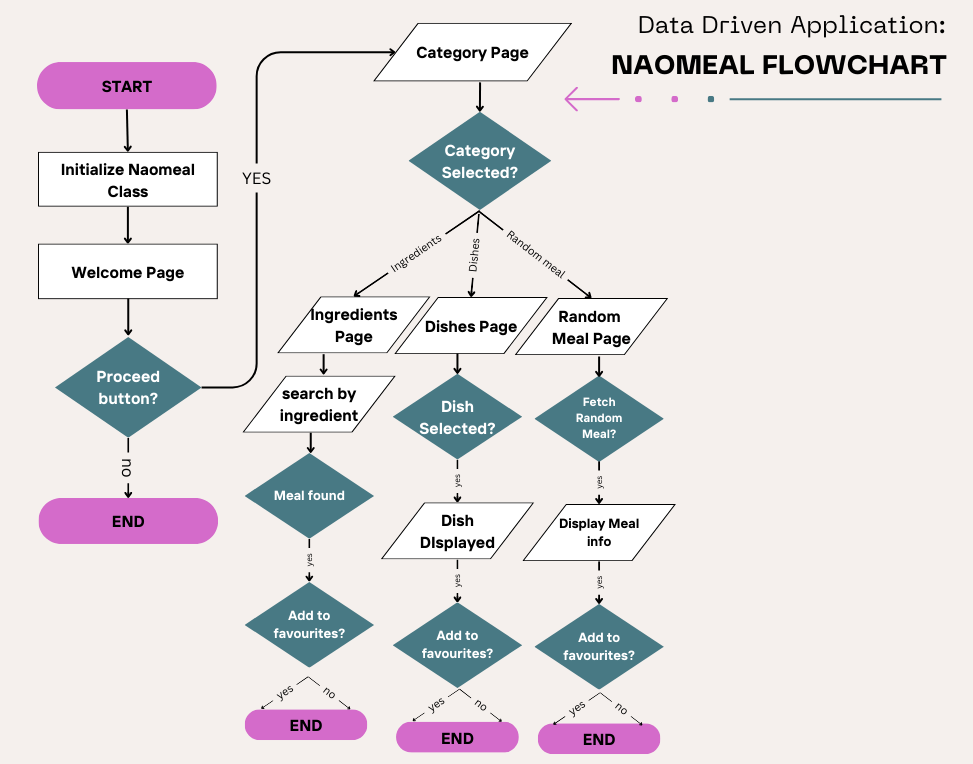 Data Driven Application:
NAOMEAL FLOWCHART
START
Initialize Naomeal
Class
Welcome Page
Proceed
button?
no
END
YES
Category Page
Category
Selected?
Ingredients
Dishes
Random meal
Ingredients
Page
search by
ingredient
Meal found
yes
Add to
favourites?
yes
no
END
Dishes Page
Dish
Selected?
yes
Dish
DIsplayed
yes
Add to
favourites?
yes
no
END
Random
Meal Page
Fetch
Random
Meal?
yes
Display Meal
info
yes
Add to
favourites?
yes
no
END